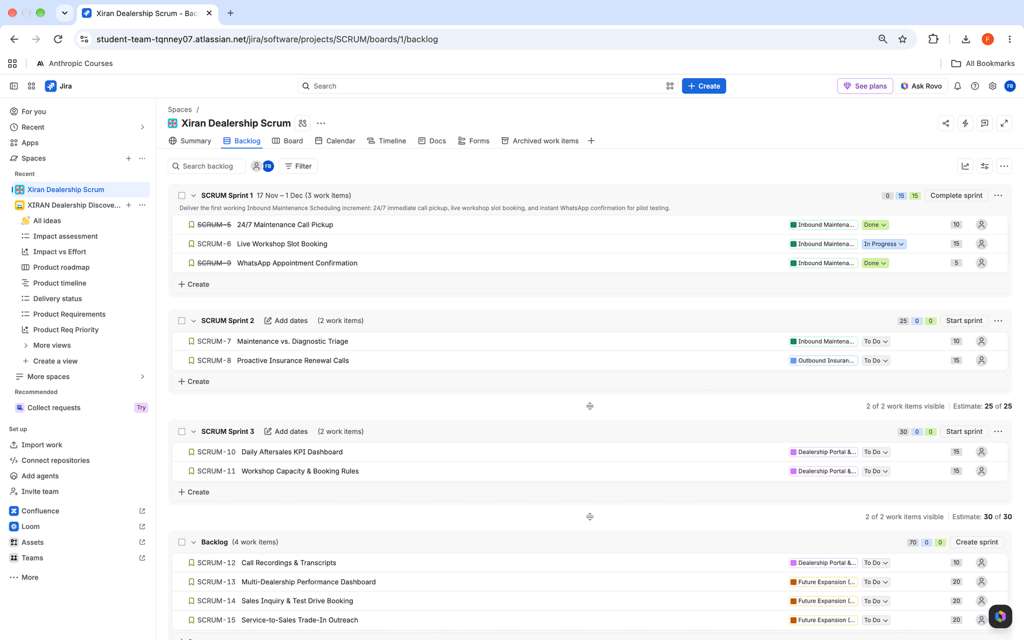 Xiran Dealership Scrum - Bac
student-team-tqnney07.atlassian.net/jira/software/projects/SCRUM/boards/1/backlog
F
Anthropic Courses
All Bookmarks
Jira
Search
+ Create
See plans
Ask Rovo
FB
For you
Recent
Apps
Spaces
Recent
Xiran Dealership Scrum
XIRAN Dealership Discove...
All ideas
Impact assessment
Impact vs Effort
Product roadmap
Product timeline
Delivery status
Product Requirements
Product Req Priority
More views
Create a view
More spaces
Recommended
Collect requests
Try
Set up
Import work
Connect repositories
Add agents
Invite team
Confluence
Loom
Assets
Teams
More
Spaces /
Xiran Dealership Scrum
Summary
Backlog
Board
Calendar
Timeline
Docs
Forms
Archived work items
Search backlog
FB
Filter
SCRUM Sprint 1 17 Nov – 1 Dec (3 work items) 0 15 15 Complete sprint
Deliver the first working Inbound Maintenance Scheduling increment: 24/7 immediate call pickup, live workshop slot booking, and instant WhatsApp confirmation for pilot testing.
SCRUM-5 24/7 Maintenance Call Pickup Inbound Maintena... Done 10
SCRUM-6 Live Workshop Slot Booking Inbound Maintena... In Progress 15
SCRUM-9 WhatsApp Appointment Confirmation Inbound Maintena... Done 5
+ Create
SCRUM Sprint 2 Add dates (2 work items) 25 0 0 Start sprint
SCRUM-7 Maintenance vs. Diagnostic Triage Inbound Maintena... To Do 10
SCRUM-8 Proactive Insurance Renewal Calls Outbound Insuran... To Do 15
+ Create
2 of 2 work items visible Estimate: 25 of 25
SCRUM Sprint 3 Add dates (2 work items) 30 0 0 Start sprint
SCRUM-10 Daily Aftersales KPI Dashboard Dealership Portal &... To Do 15
SCRUM-11 Workshop Capacity & Booking Rules Dealership Portal &... To Do 15
+ Create
2 of 2 work items visible Estimate: 30 of 30
Backlog (4 work items) 70 0 0 Create sprint
SCRUM-12 Call Recordings & Transcripts Dealership Portal &... To Do 10
SCRUM-13 Multi-Dealership Performance Dashboard Future Expansion (... To Do 20
SCRUM-14 Sales Inquiry & Test Drive Booking Future Expansion (... To Do 20
SCRUM-15 Service-to-Sales Trade-In Outreach Future Expansion (... To Do 20